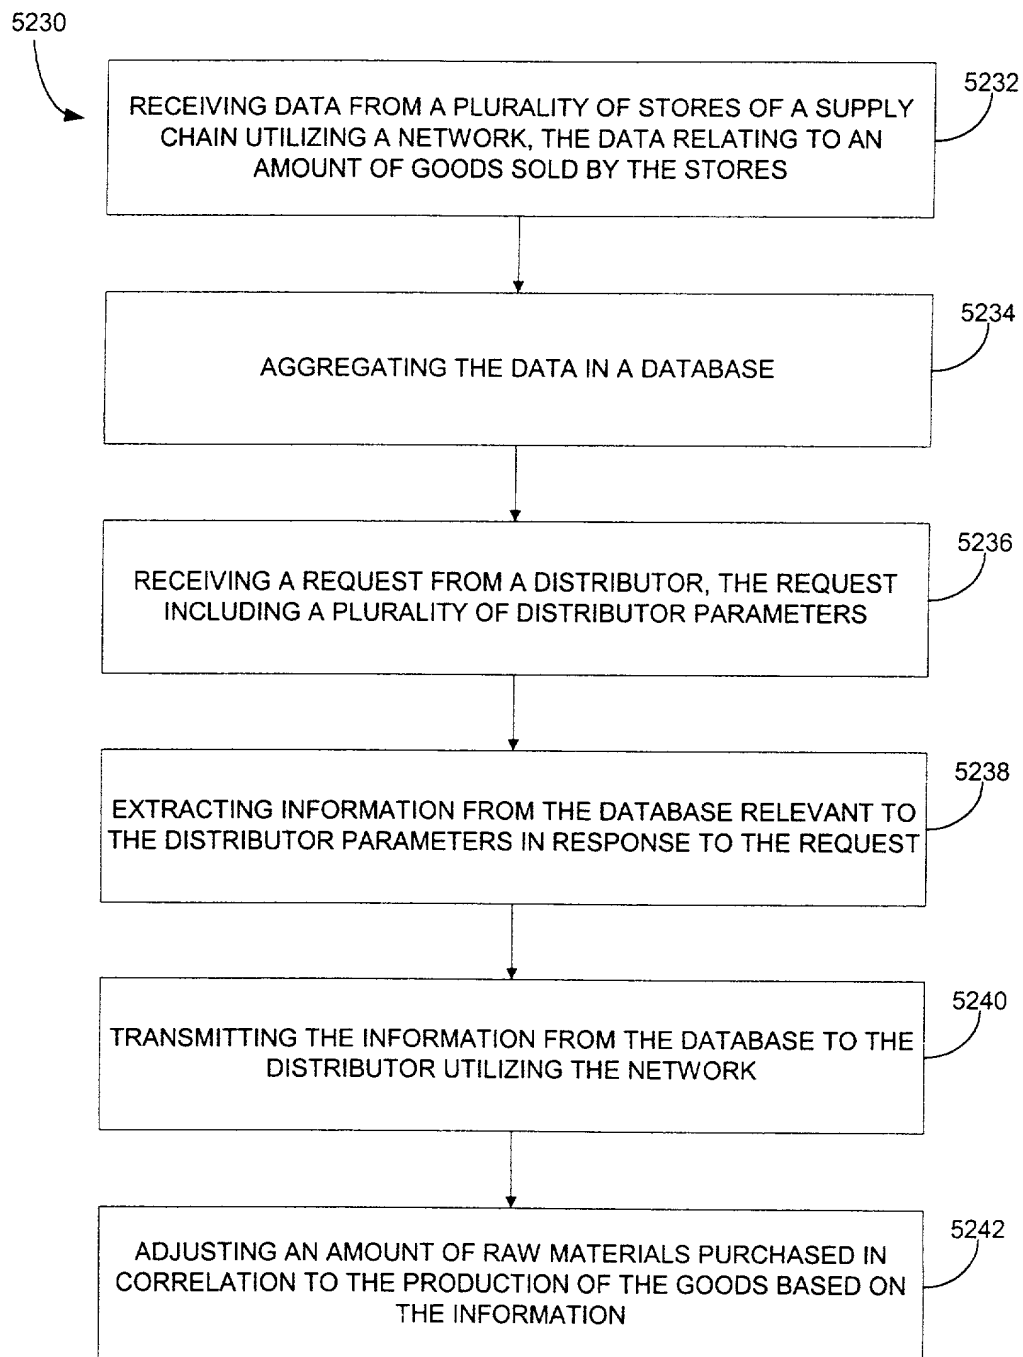 5230
5232
RECEIVING DATA FROM A PLURALITY OF STORES OF A SUPPLY
CHAIN UTILIZING A NETWORK, THE DATA RELATING TO AN
AMOUNT OF GOODS SOLD BY THE STORES
5234
AGGREGATING THE DATA IN A DATABASE
5236
RECEIVING A REQUEST FROM A DISTRIBUTOR, THE REQUEST
INCLUDING A PLURALITY OF DISTRIBUTOR PARAMETERS
5238
EXTRACTING INFORMATION FROM THE DATABASE RELEVANT TO
THE DISTRIBUTOR PARAMETERS IN RESPONSE TO THE REQUEST
5240
TRANSMITTING THE INFORMATION FROM THE DATABASE TO THE
DISTRIBUTOR UTILIZING THE NETWORK
5242
ADJUSTING AN AMOUNT OF RAW MATERIALS PURCHASED IN
CORRELATION TO THE PRODUCTION OF THE GOODS BASED ON
THE INFORMATION